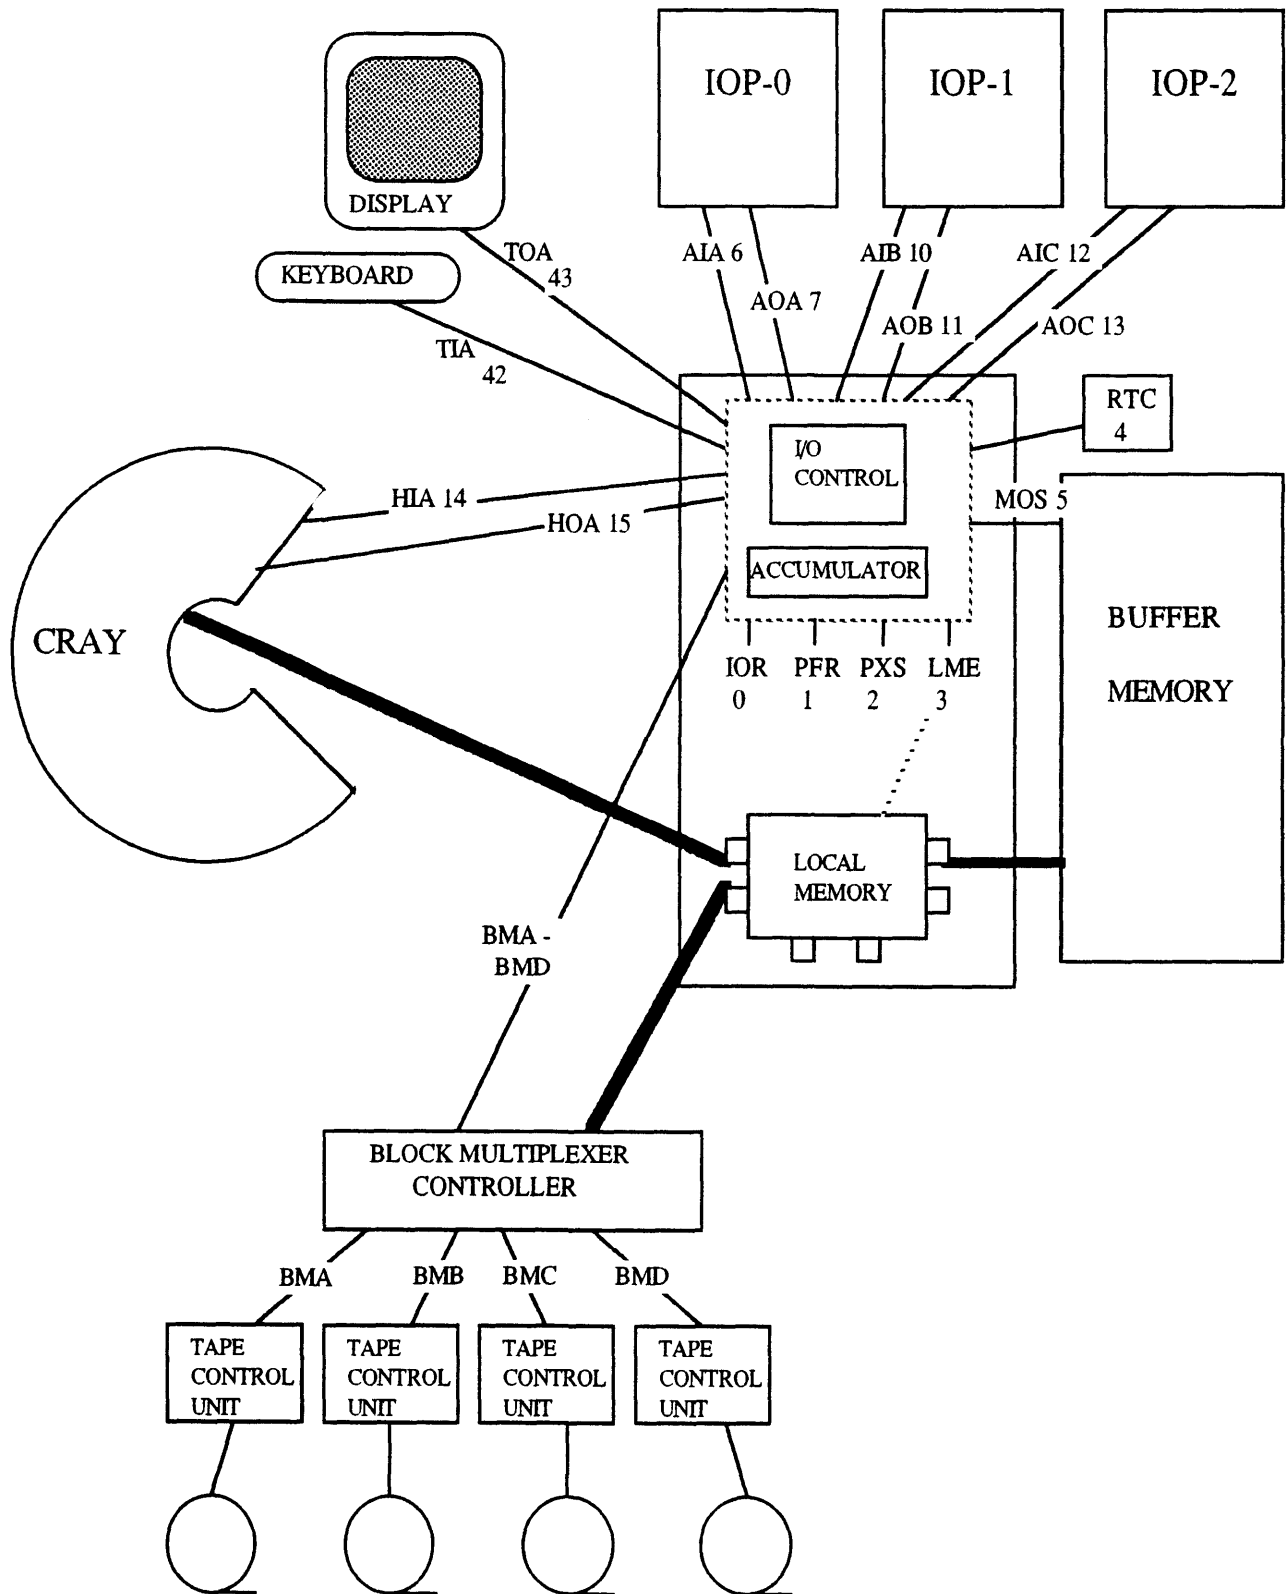 IOP-0
IOP-1
IOP-2
DISPLAY
KEYBOARD
TOA
43
AIA 6
AIB 10
AIC 12
AOA 7
AOB 11
AOC 13
TIA
42
RTC
4
I/O
CONTROL
HIA 14
MOS 5
HOA 15
ACCUMULATOR
CRAY
BUFFER
MEMORY
IOR
0
PFR
1
PXS
2
LME
3
LOCAL
MEMORY
BMA -
BMD
BLOCK MULTIPLEXER
CONTROLLER
BMA
BMB
BMC
BMD
TAPE
CONTROL
UNIT
TAPE
CONTROL
UNIT
TAPE
CONTROL
UNIT
TAPE
CONTROL
UNIT